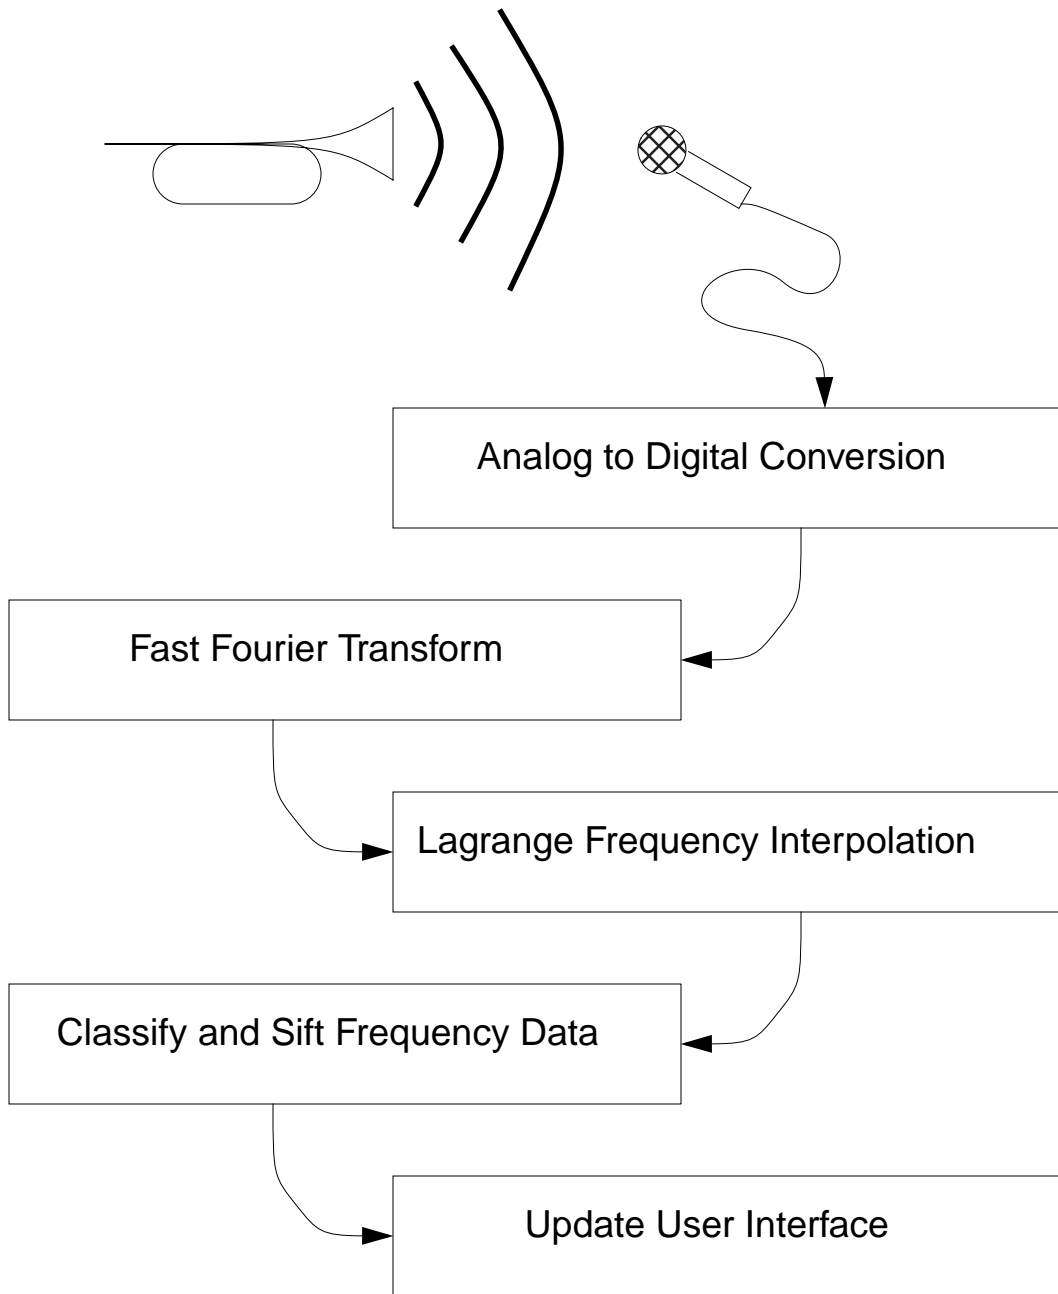 Analog to Digital Conversion
Fast Fourier Transform
Lagrange Frequency Interpolation
Classify and Sift Frequency Data
Update User Interface